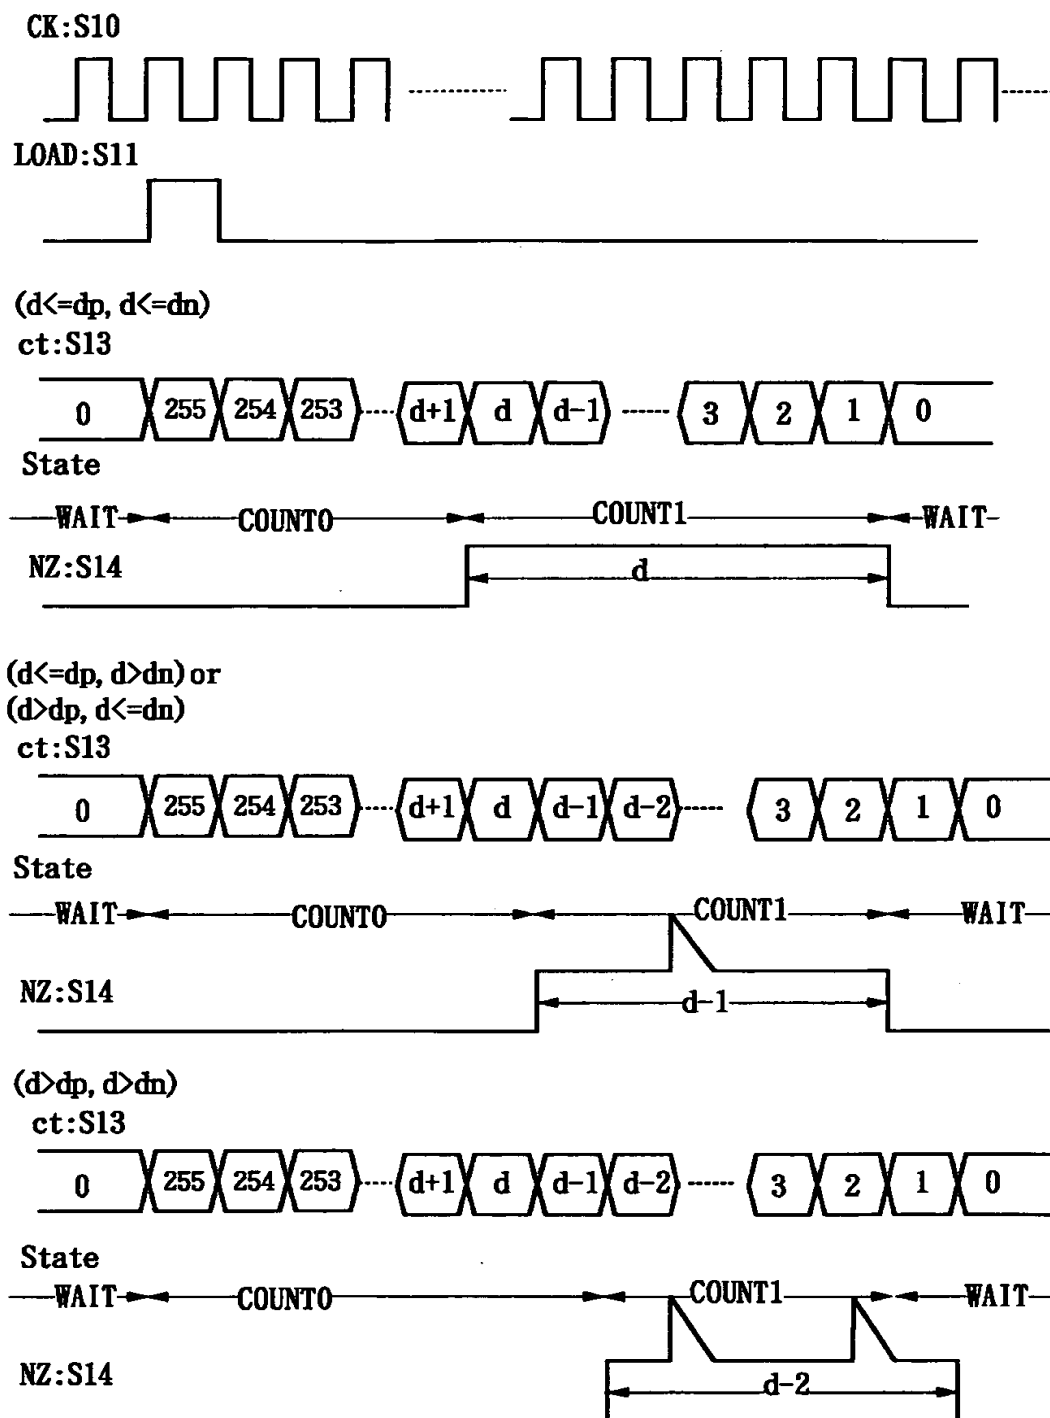 CK:S10
LOAD:S11
(d<=dp, d<=dn)
ct:S13
0 255 254 253 d+1 d d-1 3 2 1 0
State
WAIT COUNT0 COUNT1 WAIT
NZ:S14
d
(d<=dp, d>dn) or
(d>dp, d<=dn)
ct:S13
0 255 254 253 d+1 d d-1 d-2 3 2 1 0
State
WAIT COUNT0 COUNT1 WAIT
NZ:S14
d-1
(d>dp, d>dn)
ct:S13
0 255 254 253 d+1 d d-1 d-2 3 2 1 0
State
WAIT COUNT0 COUNT1 WAIT
NZ:S14
d-2